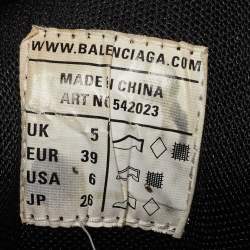 WWW.BALENCIAGA.COM
MADE IN CHINA
ART NO 542023
UK 5
EUR 39
USA 6
JP 26